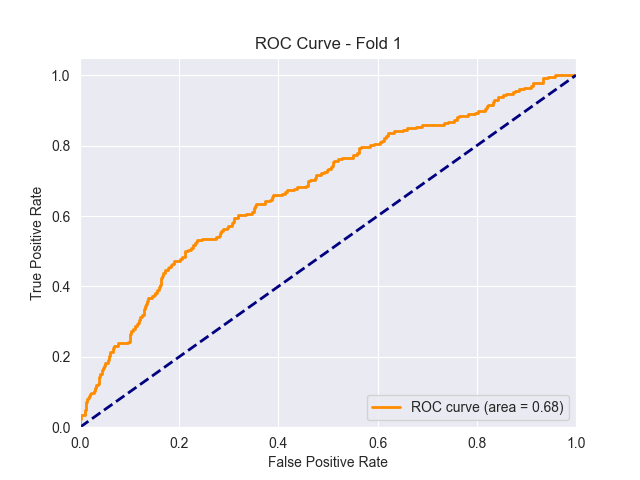 ROC Curve - Fold 1
1.0
0.8
0.6
0.4
0.2
0.0
True Positive Rate
ROC curve (area = 0.68)
0.0 0.2 0.4 0.6 0.8 1.0
False Positive Rate